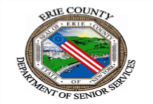 ERIE COUNTY
DEPARTMENT OF SENIOR SERVICES